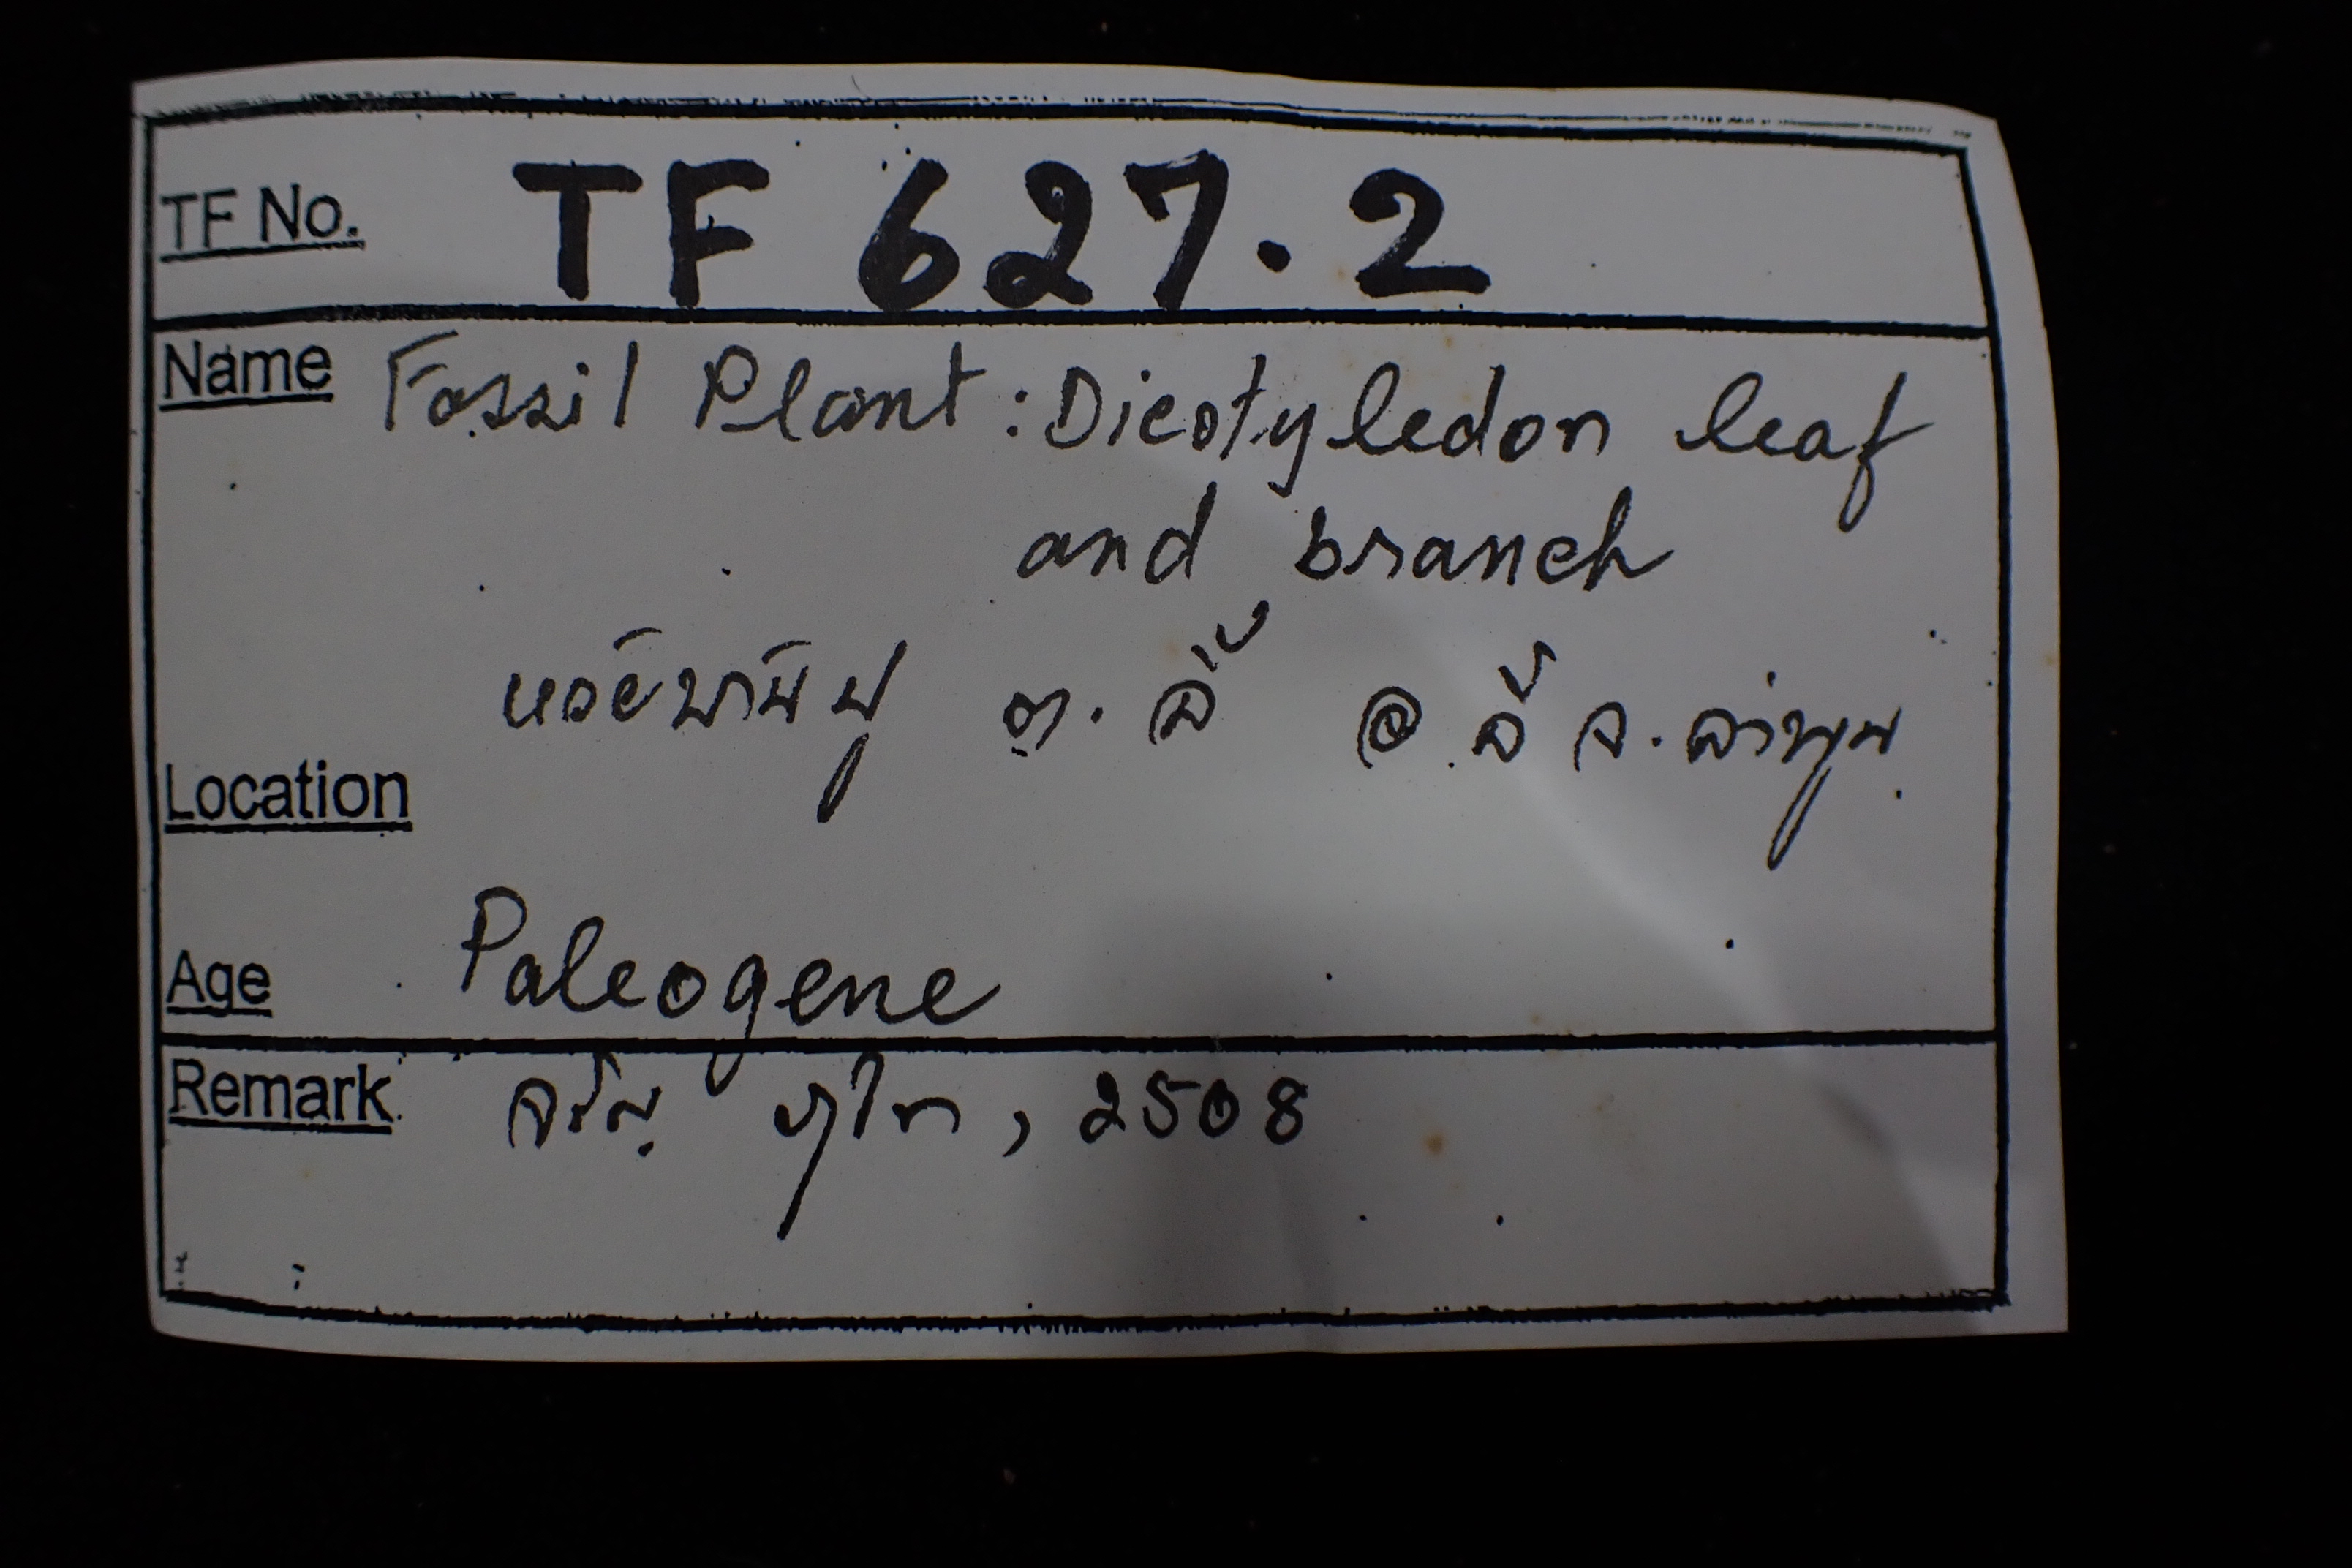 TF No. TF 627.2
Name Fossil Plant : Dicotyledon leaf
and branch
ต. ลี้ อ. ลี้ จ. ลำพูน
Location
Age Paleogene
Remark , 2508